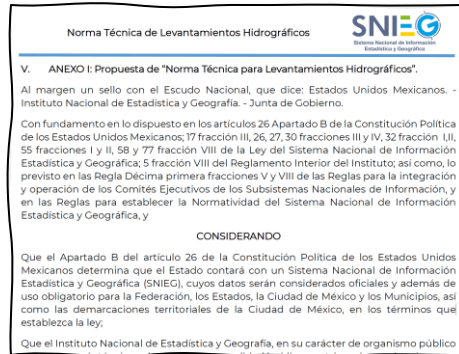 Norma Técnica de Levantamientos Hidrográficos
SNIEG
Sistema Nacional de Información
Estadística y Geográfica
V. ANEXO I: Propuesta de “Norma Técnica para Levantamientos Hidrográficos”.
Al margen un sello con el Escudo Nacional, que dice: Estados Unidos Mexicanos. -
Instituto Nacional de Estadística y Geografía. - Junta de Gobierno.
Con fundamento en lo dispuesto en los artículos 26 Apartado B de la Constitución Política
de los Estados Unidos Mexicanos; 17 fracción III, 26, 27, 30 fracciones III y IV, 32 fracción I,II,
55 fracciones I y II, 58 y 77 fracción VIII de la Ley del Sistema Nacional de Información
Estadística y Geográfica; 5 fracción VIII del Reglamento Interior del Instituto; así como, lo
previsto en las Regla Décima primera fracciones V y VIII de las Reglas para la integración
y operación de los Comités Ejecutivos de los Subsistemas Nacionales de Información, y
en las Reglas para establecer la Normatividad del Sistema Nacional de Información
Estadística y Geográfica, y
CONSIDERANDO
Que el Apartado B del artículo 26 de la Constitución Política de los Estados Unidos
Mexicanos determina que el Estado contará con un Sistema Nacional de Información
Estadística y Geográfica (SNIEG), cuyos datos serán considerados oficiales y además de
uso obligatorio para la Federación, los Estados, la Ciudad de México y los Municipios, así
como las demarcaciones territoriales de la Ciudad de México, en los términos que
establezca la ley;
Que el Instituto Nacional de Estadística y Geografía, en su carácter de organismo público